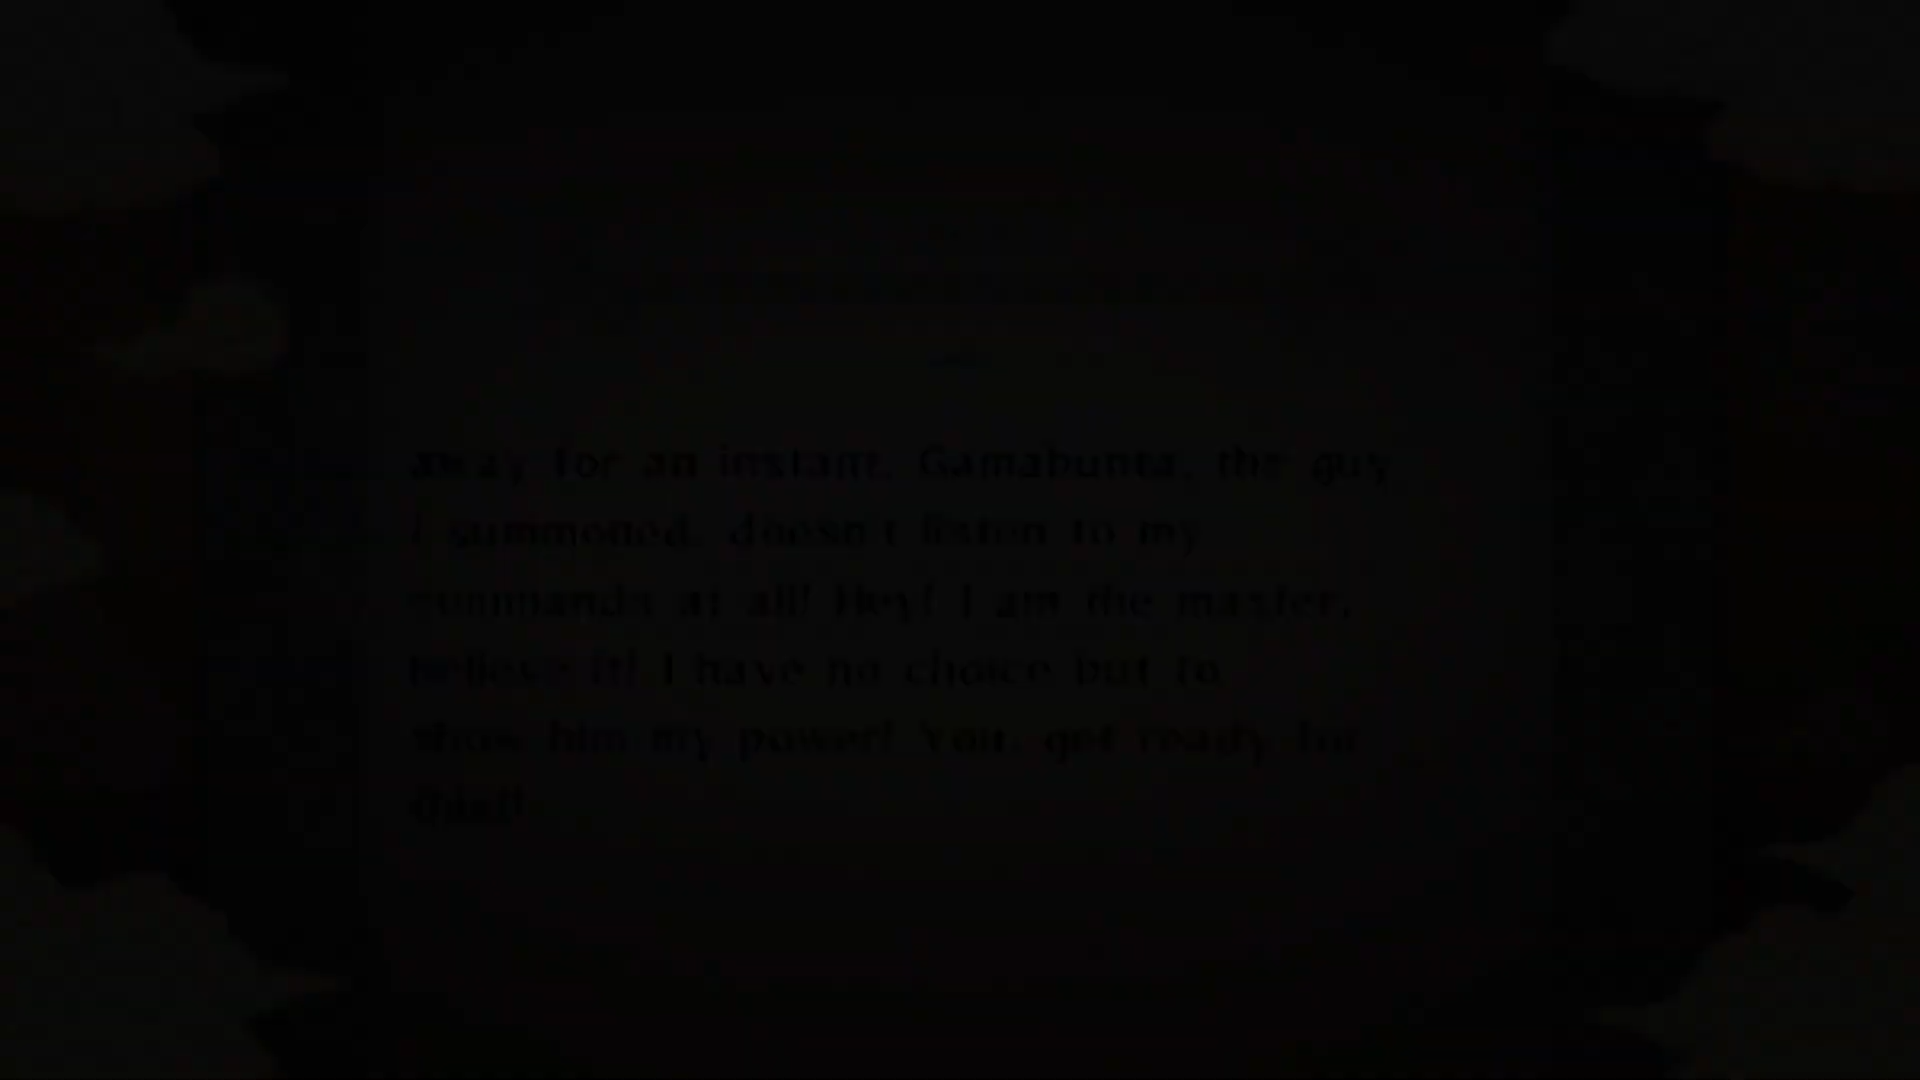 away for an instant. Gamabunta, the guy
I summoned, doesn't listen to my
commands at all! Hey! I am the master,
believe it! I have no choice but to
show him my power! You, get ready for
that!